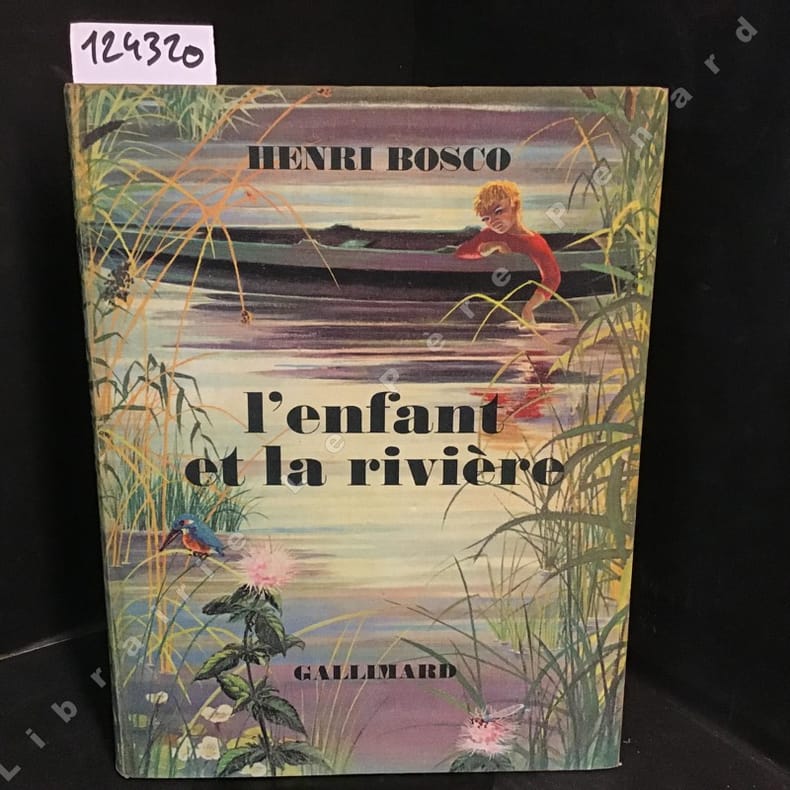 124320
HENRI BOSCO
l'enfant
et la rivière
GALLIMARD
Librairie Le Père Pénard